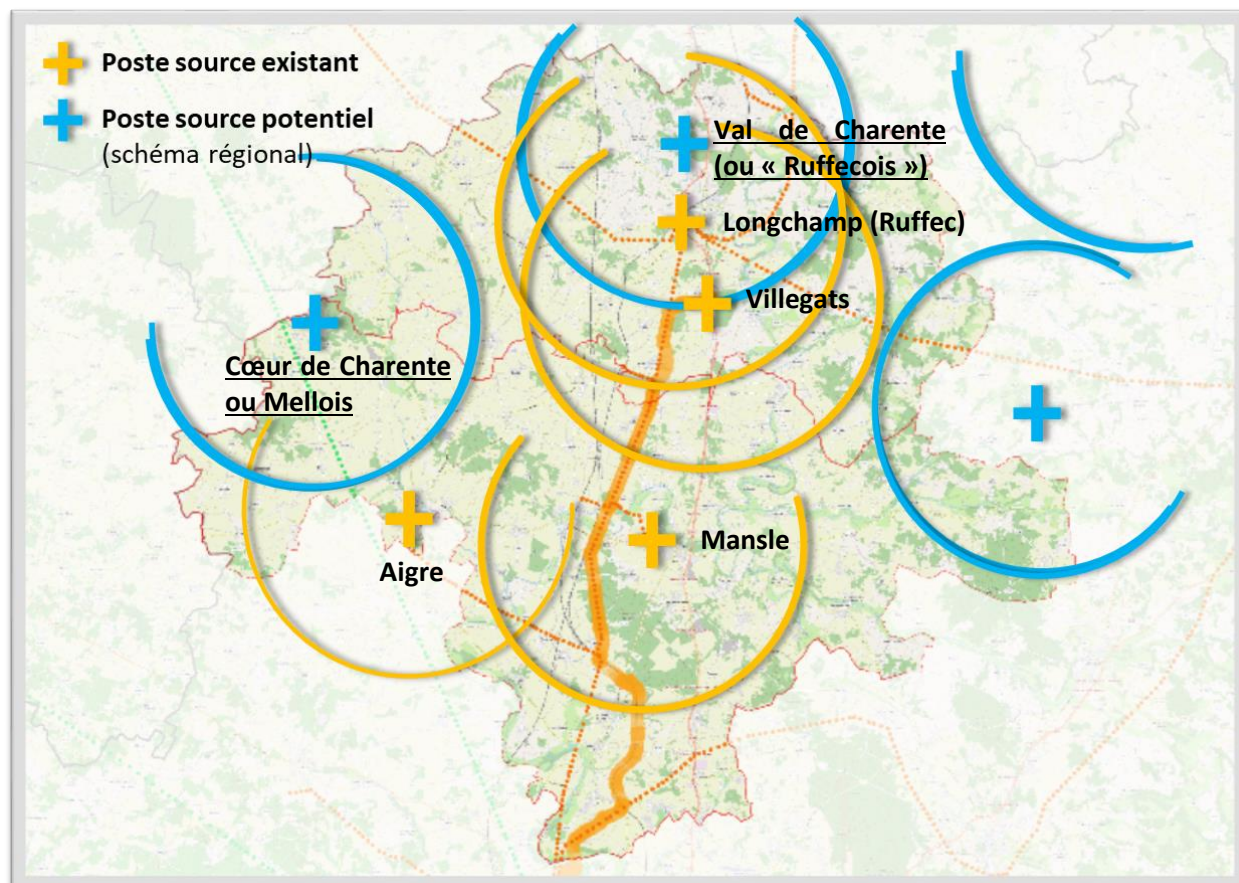 Poste source existant
Poste source potentiel
(schéma régional)
Val de Charente
(ou « Ruffecois »)
Longchamp (Ruffec)
Villegats
Cœur de Charente
ou Mellois
Mansle
Aigre